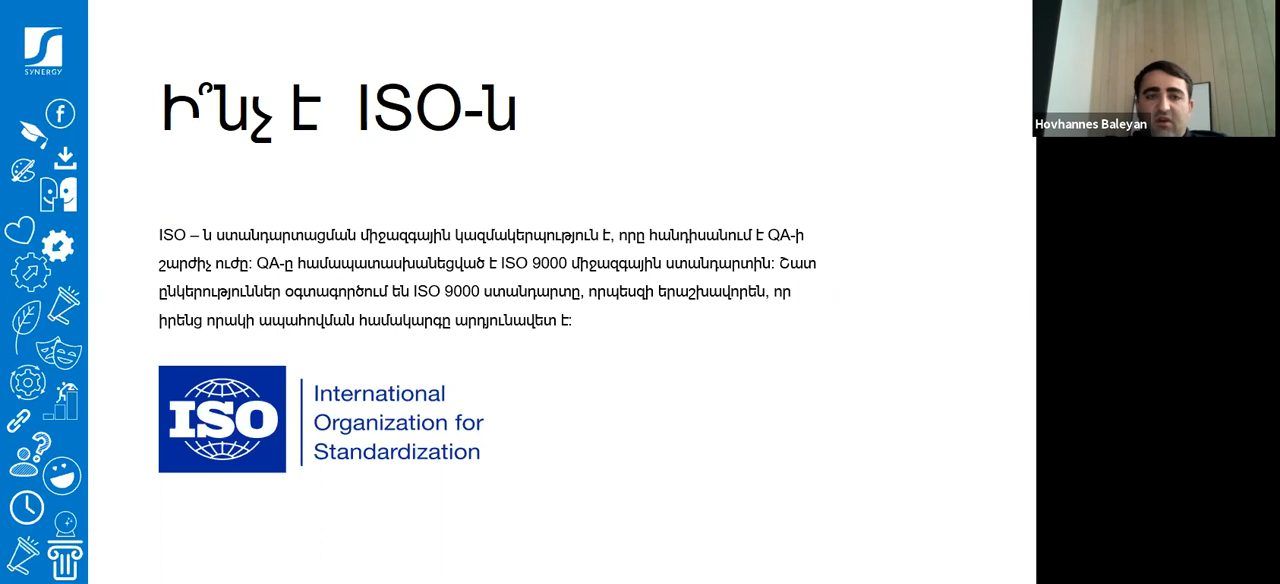 SYNERGY
Ի՞նչ է ISO-ն
ISO – ն ստանդարտացման միջազգային կազմակերպություն է, որը հանդիսանում է QA-ի
շարժիչ ուժը: QA-ը համապատասխանեցված է ISO 9000 միջազգային ստանդարտին: Շատ
ընկերություններ օգտագործում են ISO 9000 ստանդարտը, որպեսզի երաշխավորեն, որ
իրենց որակի ապահովման համակարգը արդյունավետ է:
ISO
International
Organization for
Standardization
Hovhannes Baleyan